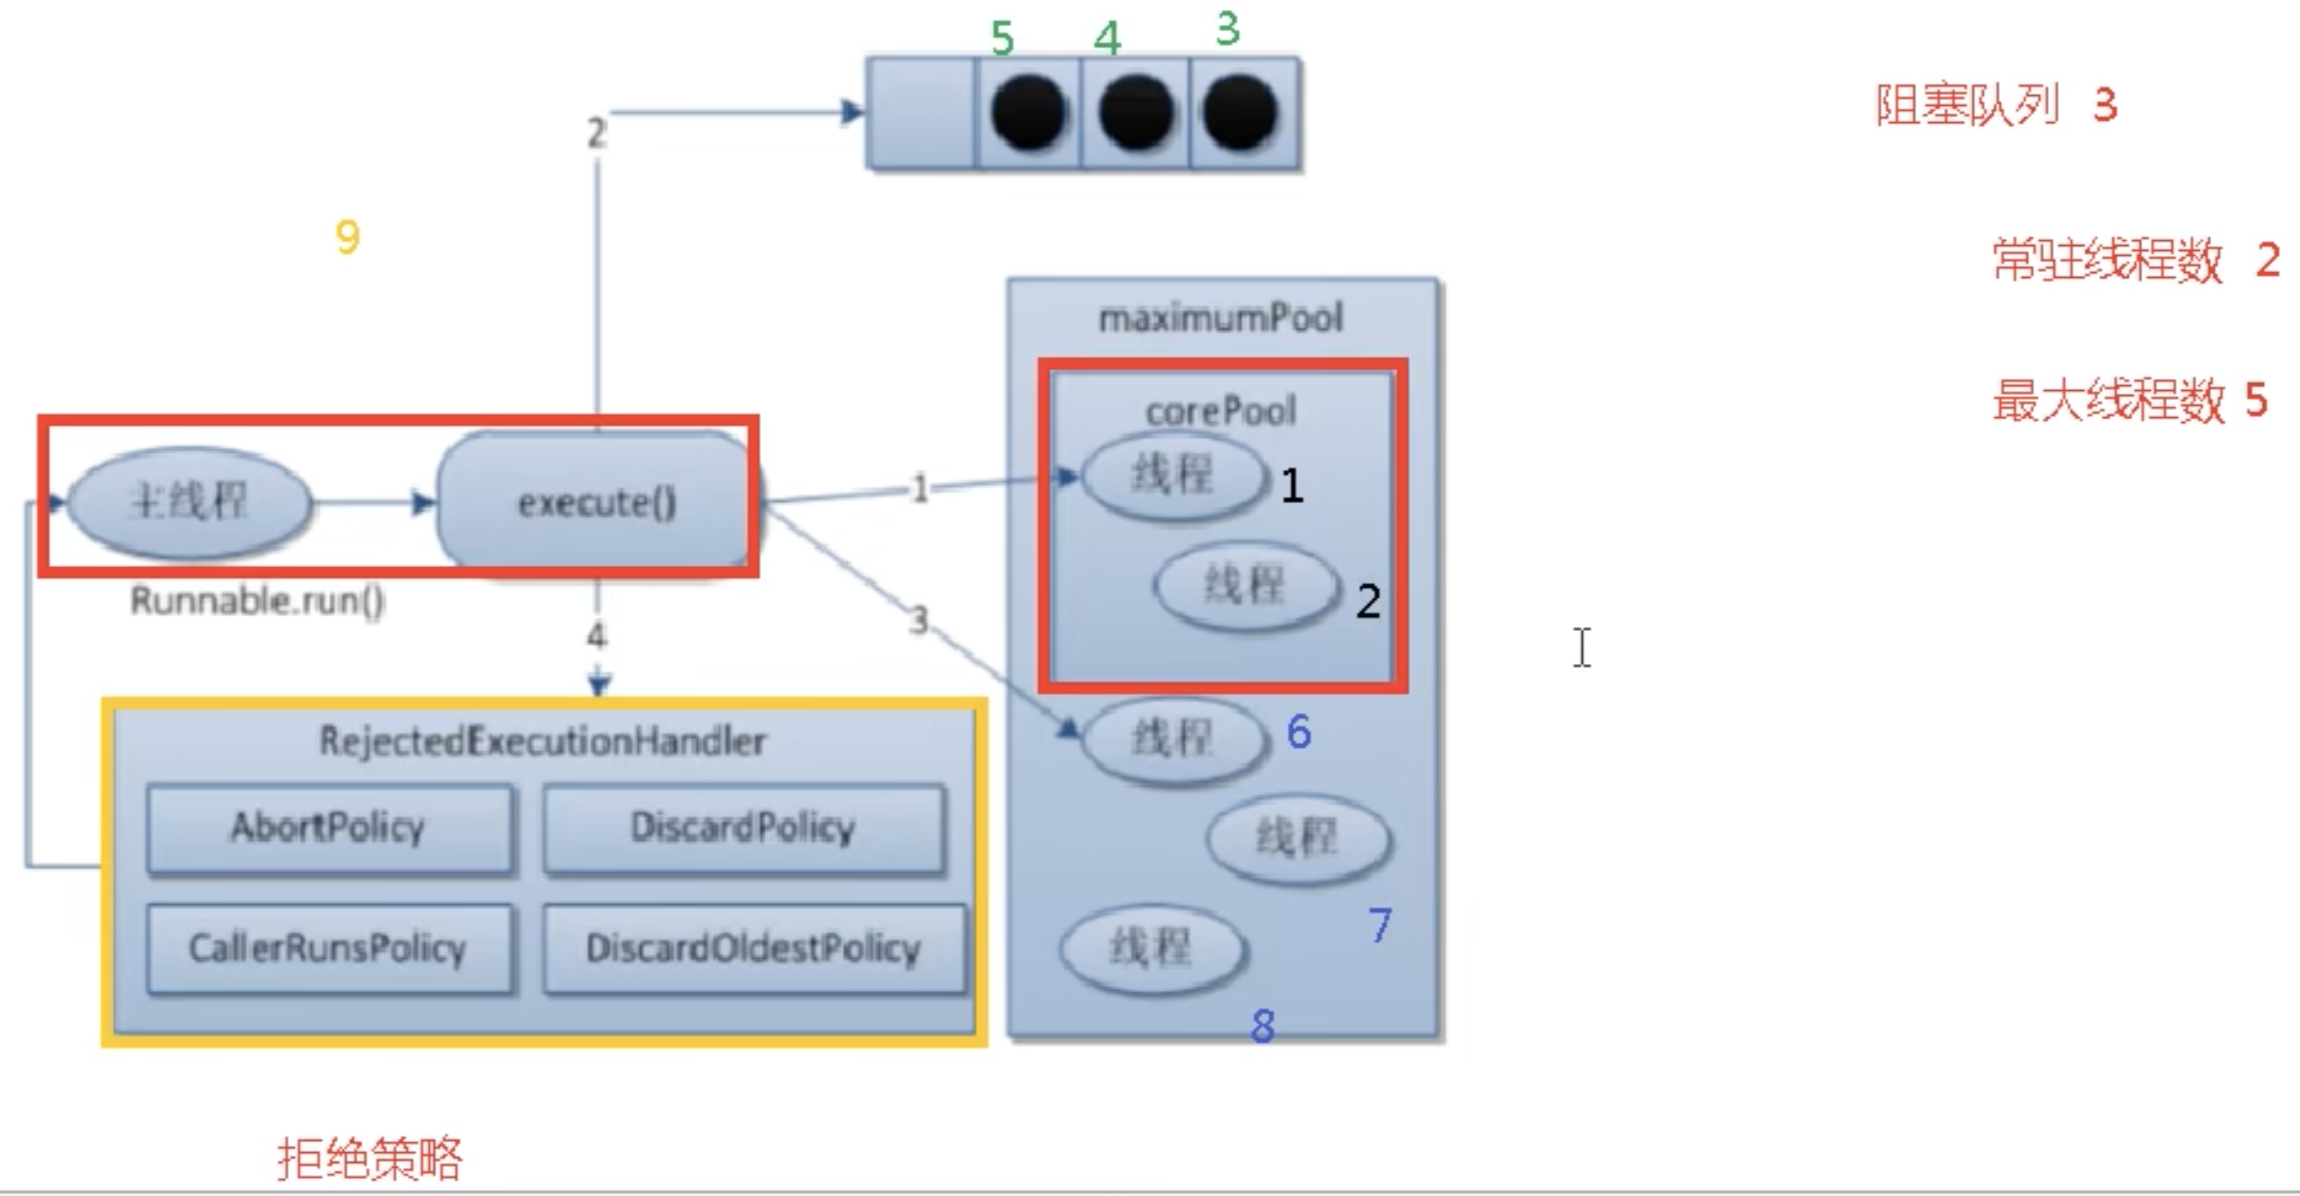 5 4 3
阻塞队列 3
2
9
常驻线程数 2
maximumPool
最大线程数 5
corePool
线程 1
主线程
execute()
1
线程 2
Runnable.run()
3
4
线程 6
RejectedExecutionHandler
AbortPolicy
DiscardPolicy
线程
7
CallerRunsPolicy
DiscardOldestPolicy
线程
8
拒绝策略